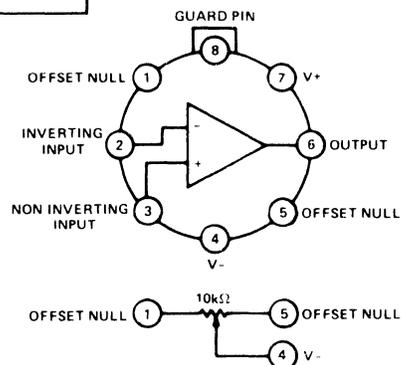 GUARD PIN
8
OFFSET NULL 1
7 V+
INVERTING
INPUT
2
-
6 OUTPUT
+
NON INVERTING
INPUT
3
5 OFFSET NULL
4
V-
10kΩ
OFFSET NULL 1
5 OFFSET NULL
4 V-